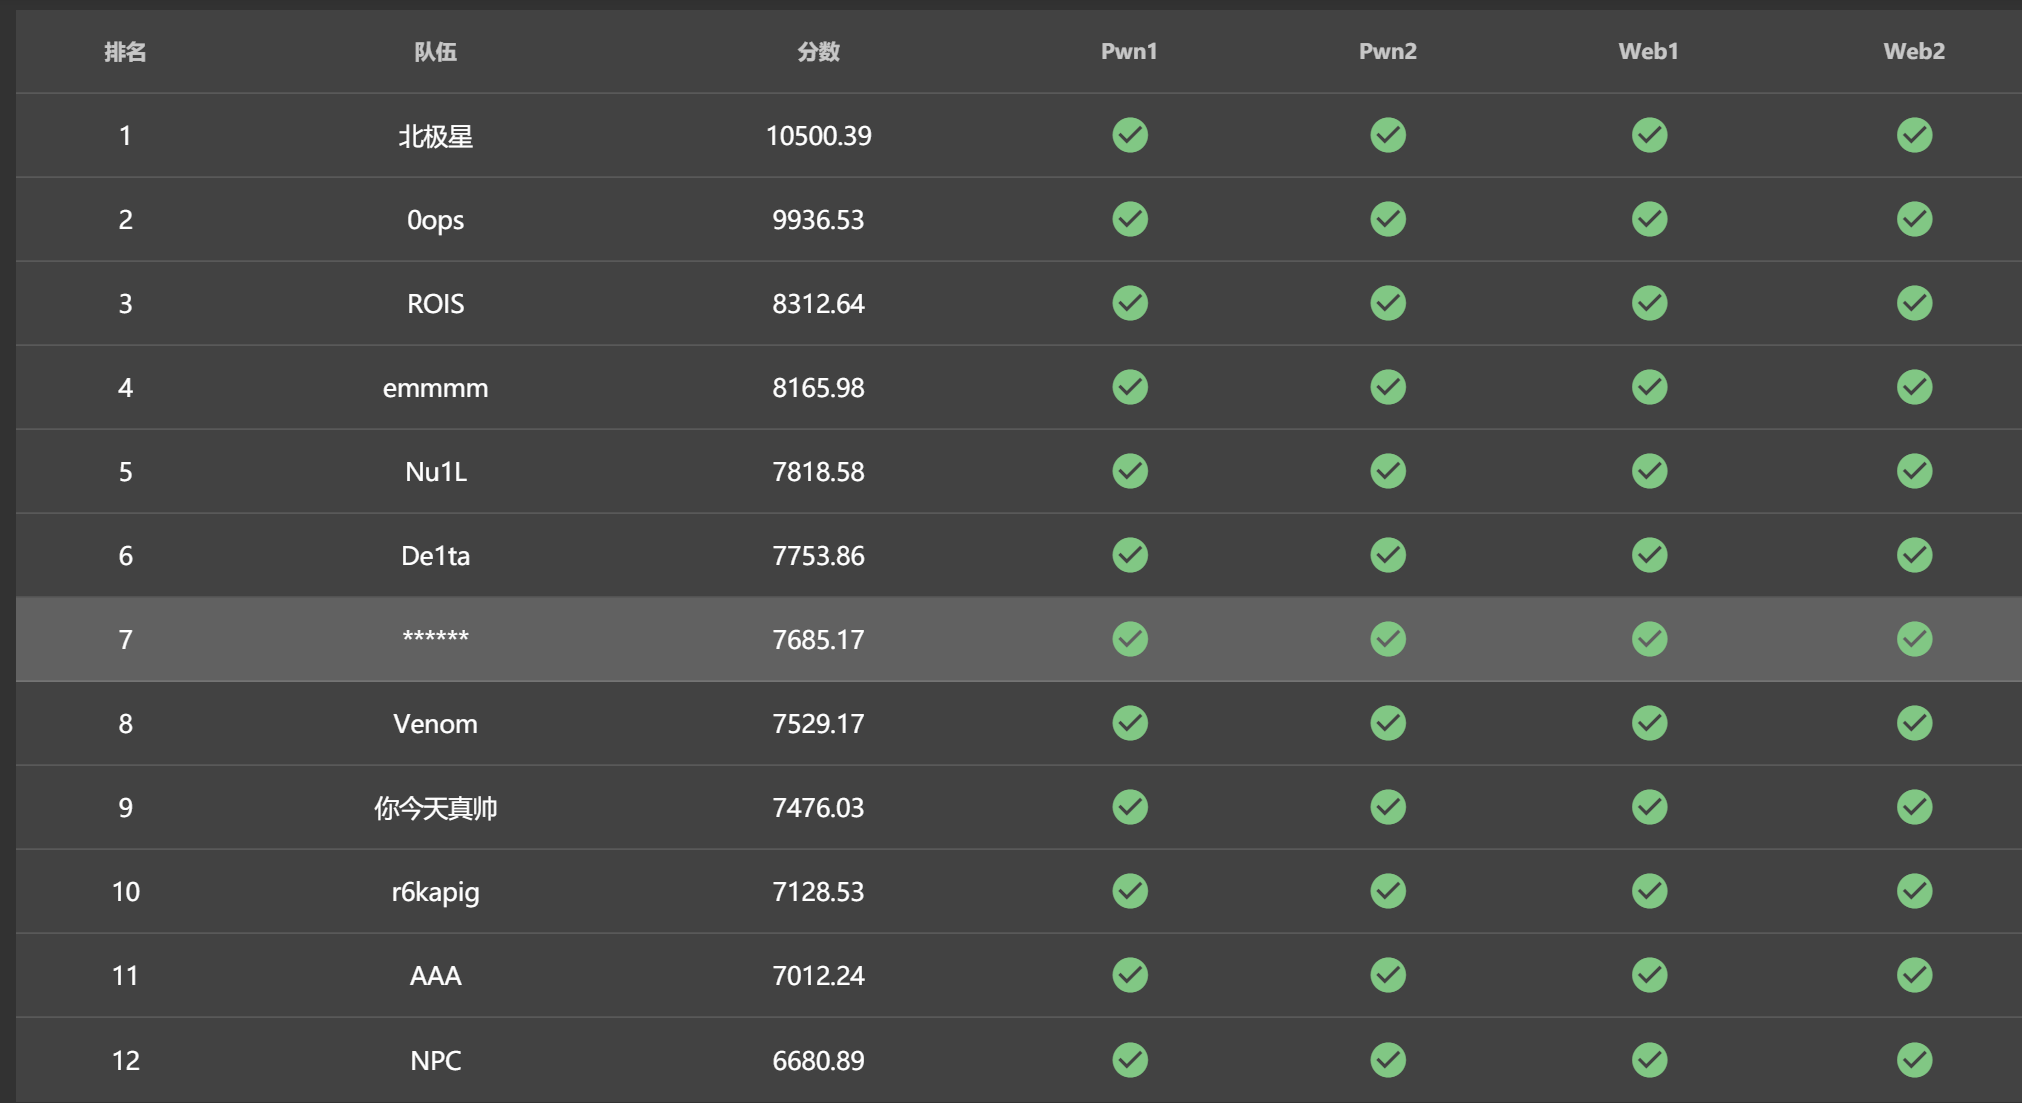 排名 队伍 分数 Pwn1 Pwn2 Web1 Web2
1 北极星 10500.39
2 0ops 9936.53
3 ROIS 8312.64
4 emmmm 8165.98
5 Nu1L 7818.58
6 De1ta 7753.86
7 ****** 7685.17
8 Venom 7529.17
9 你今天真帅 7476.03
10 r6kapig 7128.53
11 AAA 7012.24
12 NPC 6680.89